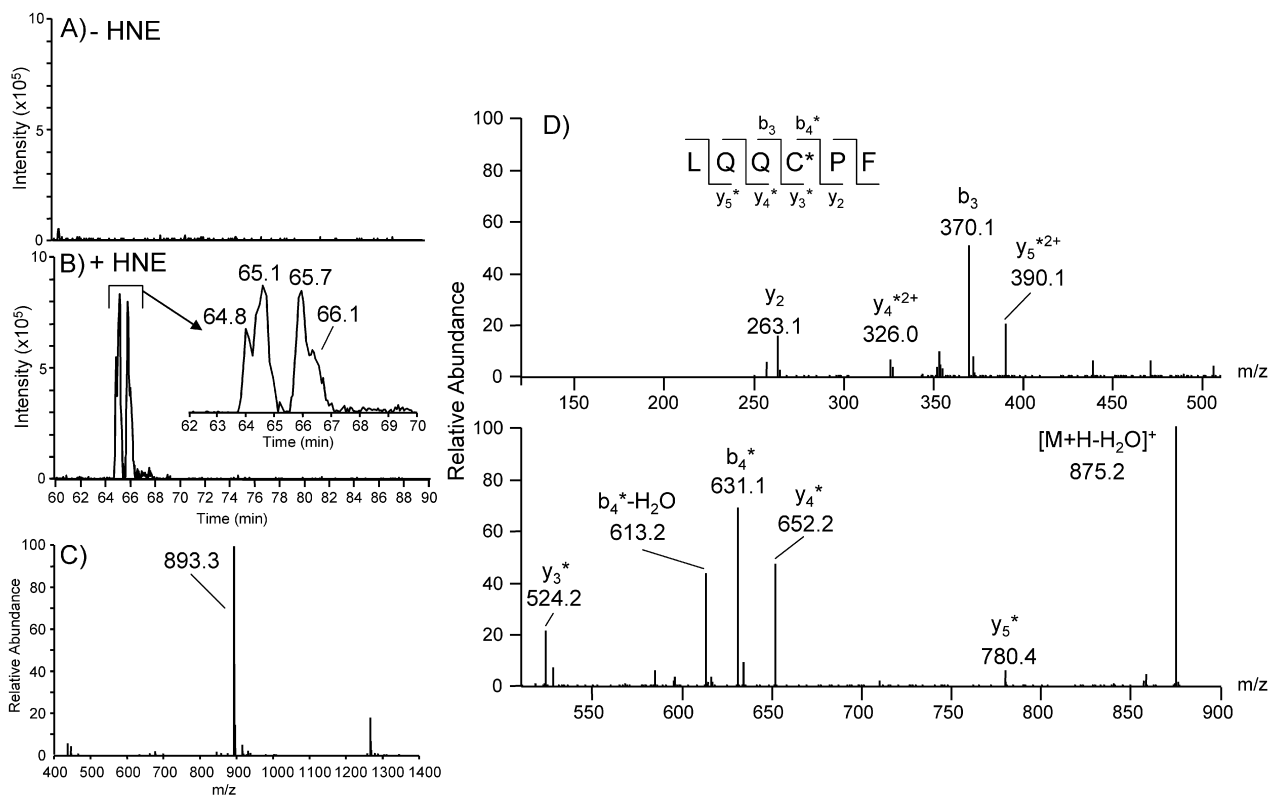 A) - HNE
10
5
0
Intensity (x10⁵)
B) + HNE
10
5
0
Intensity (x10⁵)
64.8
65.1
65.7
66.1
62 63 64 65 66 67 68 69 70
Time (min)
60 62 64 66 68 70 72 74 76 78 80 82 84 86 88 90
Time (min)
C)
893.3
100
80
60
40
20
0
Relative Abundance
400 500 600 700 800 900 1000 1100 1200 1300 1400
m/z
D)
Relative Abundance
b₃ b₄*
L Q Q C* P F
y₅* y₄* y₃* y₂
100
80
60
40
20
0
y₂
263.1
y₄*²⁺
326.0
b₃
370.1
y₅*²⁺
390.1
150 200 250 300 350 400 450 500
m/z
100
80
60
40
20
0
y₃*
524.2
b₄*-H₂O
613.2
b₄*
631.1
y₄*
652.2
y₅*
780.4
[M+H-H₂O]⁺
875.2
550 600 650 700 750 800 850 900
m/z